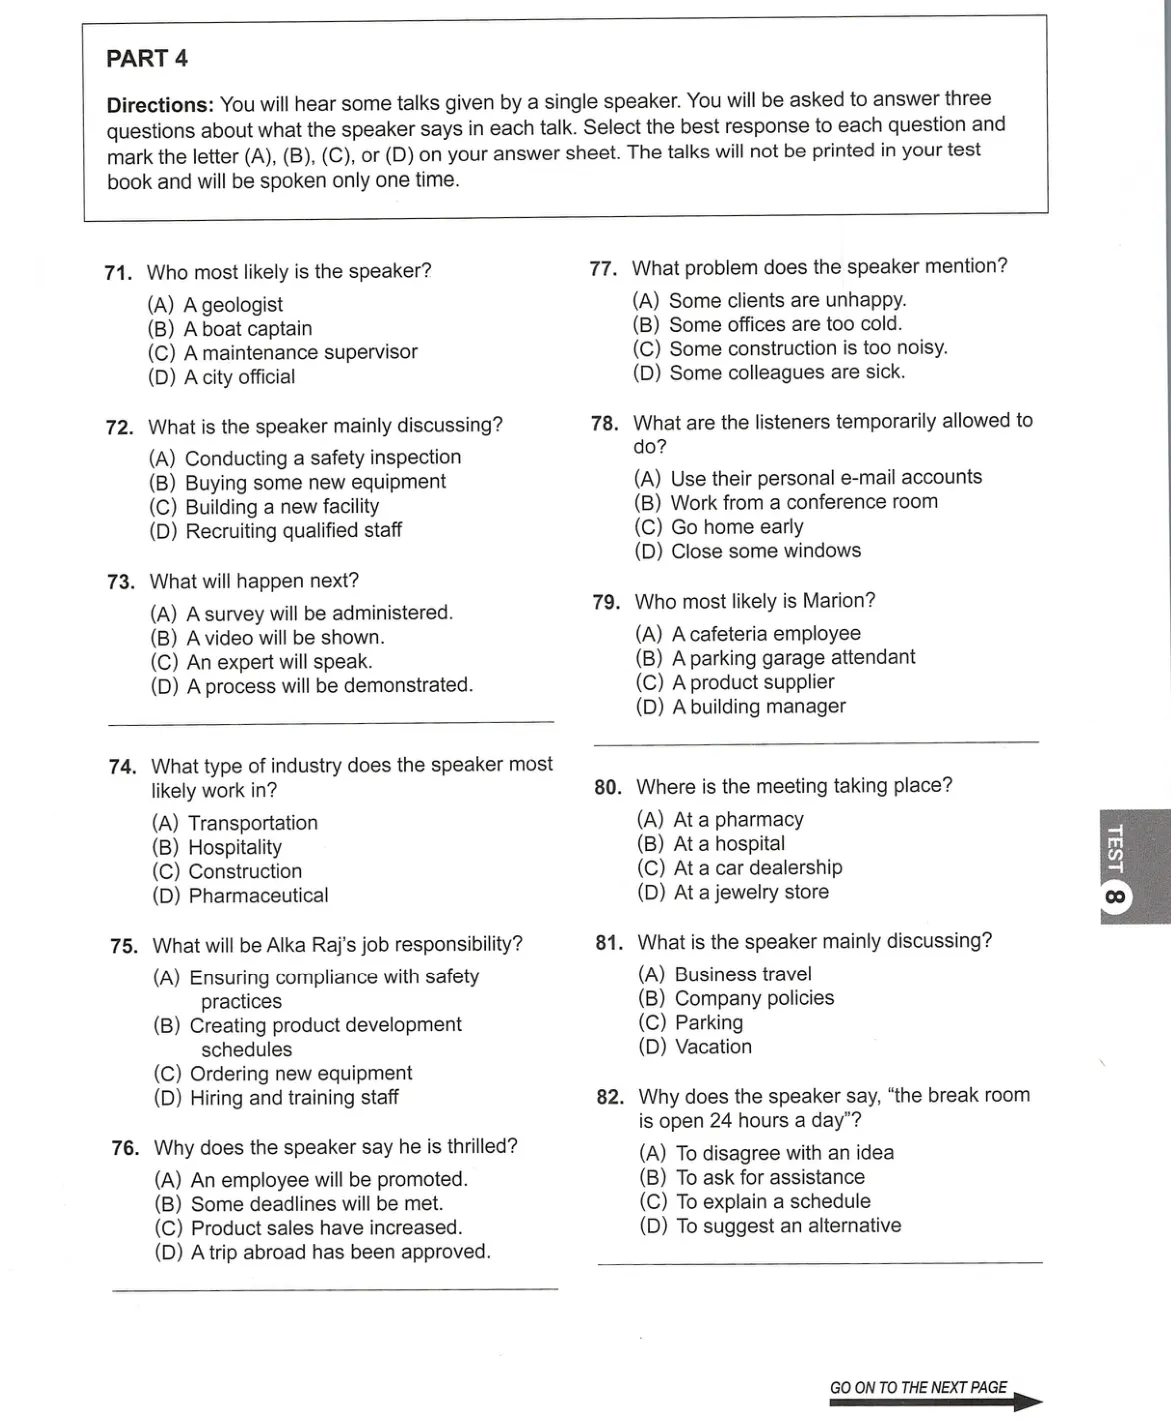 PART 4
Directions: You will hear some talks given by a single speaker. You will be asked to answer three
questions about what the speaker says in each talk. Select the best response to each question and
mark the letter (A), (B), (C), or (D) on your answer sheet. The talks will not be printed in your test
book and will be spoken only one time.
71. Who most likely is the speaker?
(A) A geologist
(B) A boat captain
(C) A maintenance supervisor
(D) A city official
72. What is the speaker mainly discussing?
(A) Conducting a safety inspection
(B) Buying some new equipment
(C) Building a new facility
(D) Recruiting qualified staff
73. What will happen next?
(A) A survey will be administered.
(B) A video will be shown.
(C) An expert will speak.
(D) A process will be demonstrated.
74. What type of industry does the speaker most
likely work in?
(A) Transportation
(B) Hospitality
(C) Construction
(D) Pharmaceutical
75. What will be Alka Raj's job responsibility?
(A) Ensuring compliance with safety
practices
(B) Creating product development
schedules
(C) Ordering new equipment
(D) Hiring and training staff
76. Why does the speaker say he is thrilled?
(A) An employee will be promoted.
(B) Some deadlines will be met.
(C) Product sales have increased.
(D) A trip abroad has been approved.
77. What problem does the speaker mention?
(A) Some clients are unhappy.
(B) Some offices are too cold.
(C) Some construction is too noisy.
(D) Some colleagues are sick.
78. What are the listeners temporarily allowed to
do?
(A) Use their personal e-mail accounts
(B) Work from a conference room
(C) Go home early
(D) Close some windows
79. Who most likely is Marion?
(A) A cafeteria employee
(B) A parking garage attendant
(C) A product supplier
(D) A building manager
80. Where is the meeting taking place?
(A) At a pharmacy
(B) At a hospital
(C) At a car dealership
(D) At a jewelry store
81. What is the speaker mainly discussing?
(A) Business travel
(B) Company policies
(C) Parking
(D) Vacation
82. Why does the speaker say, “the break room
is open 24 hours a day”?
(A) To disagree with an idea
(B) To ask for assistance
(C) To explain a schedule
(D) To suggest an alternative
TEST 8
GO ON TO THE NEXT PAGE